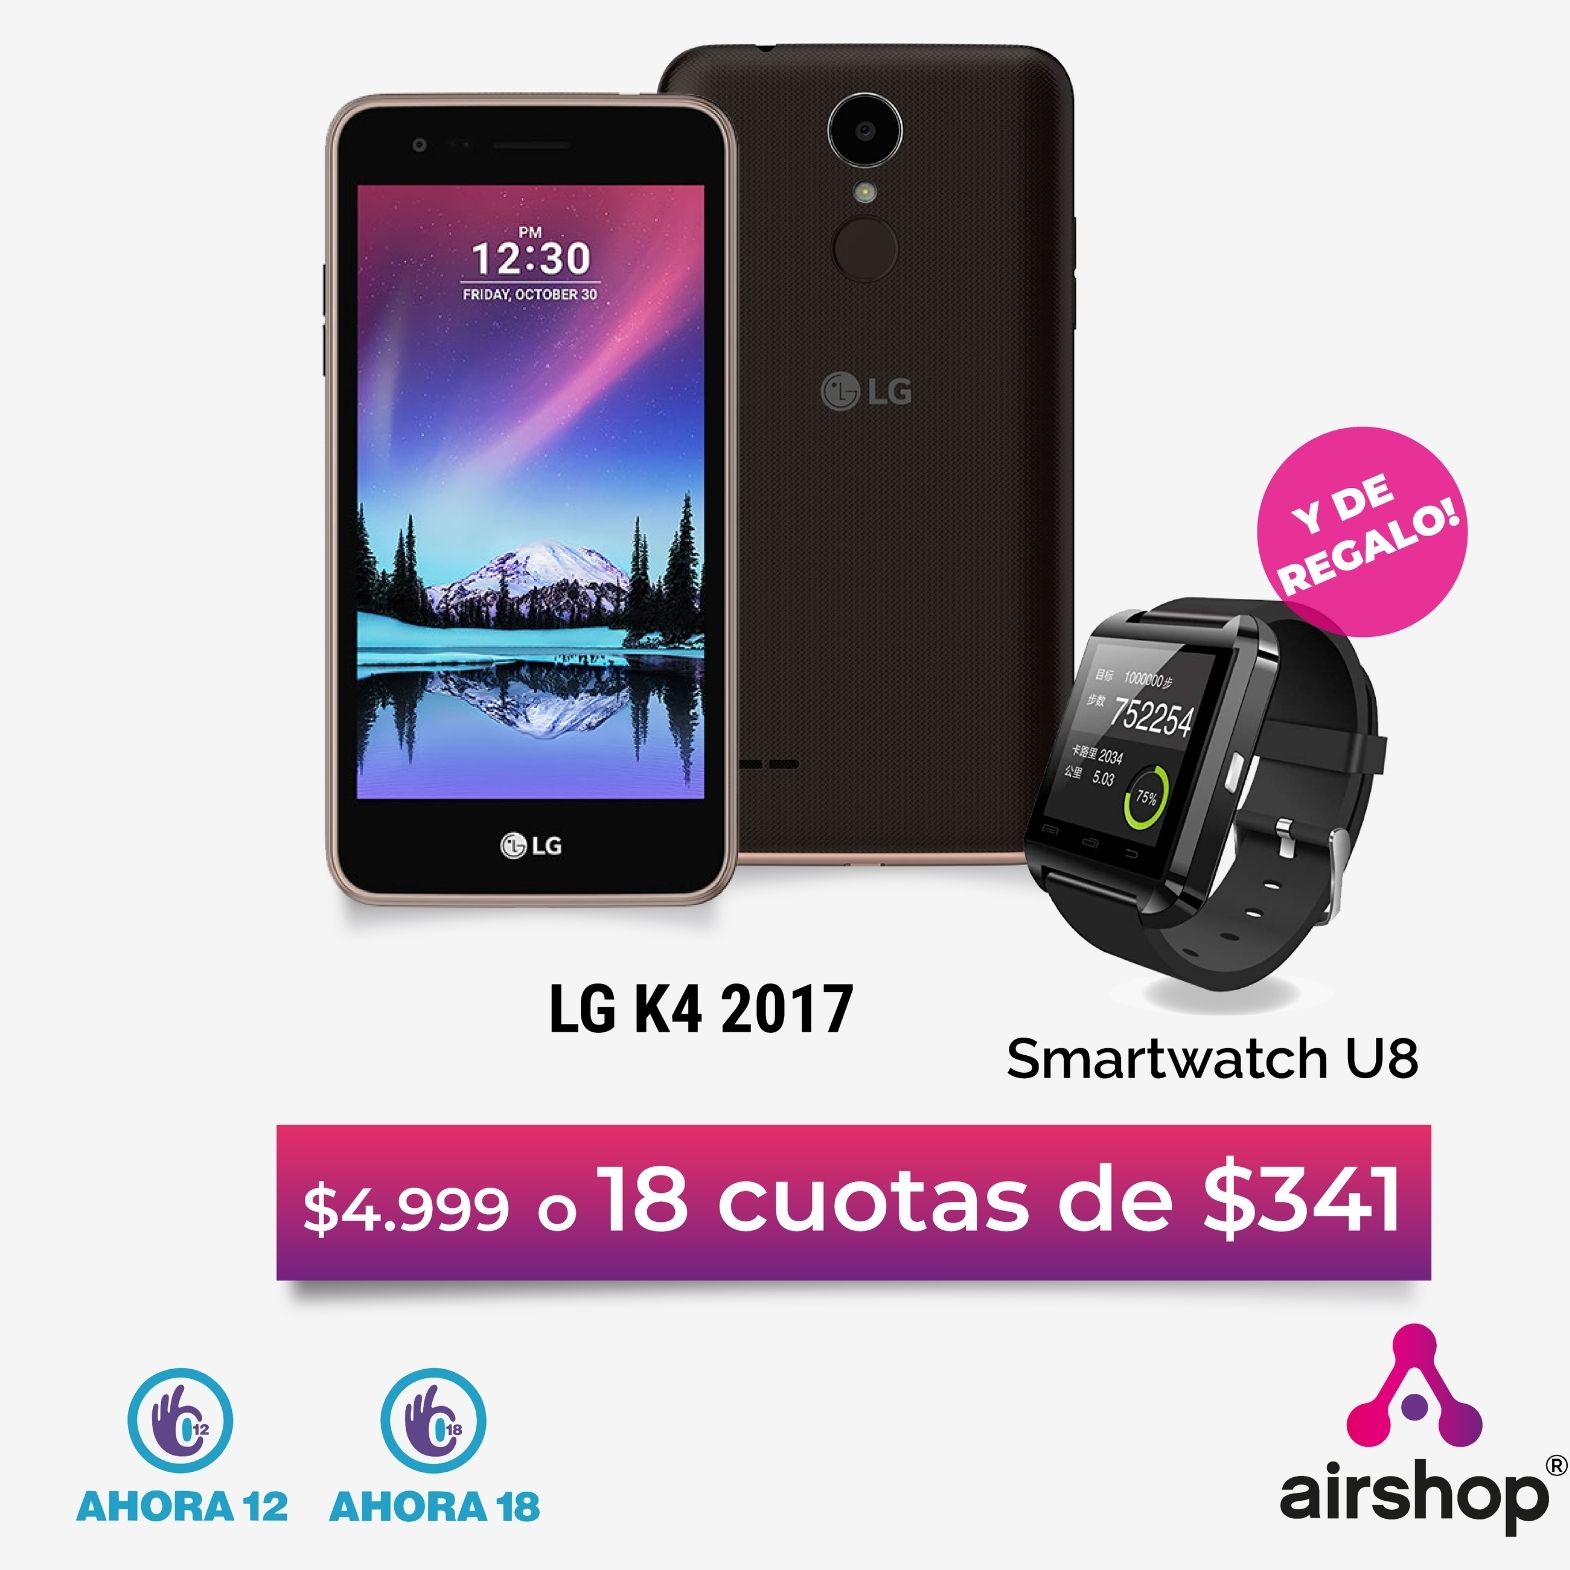 PM
12:30
FRIDAY, OCTOBER 30
LG
LG
Y DE
REGALO!
目标 1000000步
步数
752254
卡路里 2034
公里 5.03
75%
LG K4 2017
Smartwatch U8
$4.999 o 18 cuotas de $341
12
AHORA 12
18
AHORA 18
airshop®